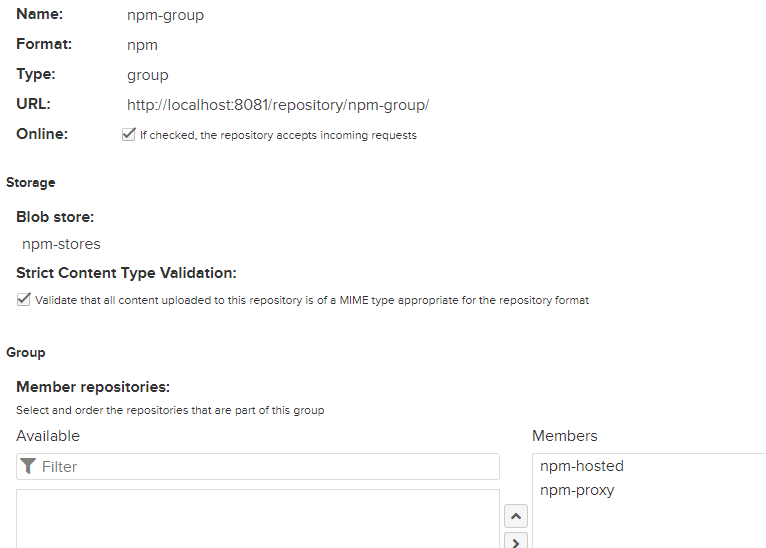 Name: npm-group
Format: npm
Type: group
URL: http://localhost:8081/repository/npm-group/
Online: If checked, the repository accepts incoming requests
Storage
Blob store:
npm-stores
Strict Content Type Validation:
Validate that all content uploaded to this repository is of a MIME type appropriate for the repository format
Group
Member repositories:
Select and order the repositories that are part of this group
Available Members
Filter
npm-hosted
npm-proxy